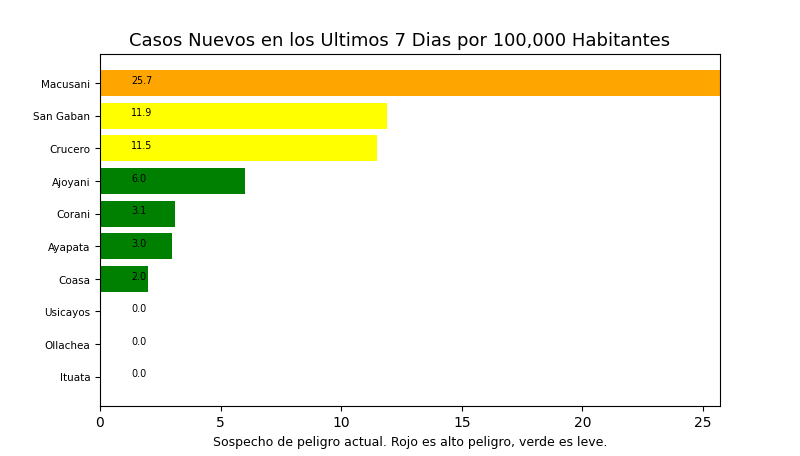 Casos Nuevos en los Ultimos 7 Dias por 100,000 Habitantes
Macusani 25.7
San Gaban 11.9
Crucero 11.5
Ajoyani 6.0
Corani 3.1
Ayapata 3.0
Coasa 2.0
Usicayos 0.0
Ollachea 0.0
Ituata 0.0
0 5 10 15 20 25
Sospecho de peligro actual. Rojo es alto peligro, verde es leve.